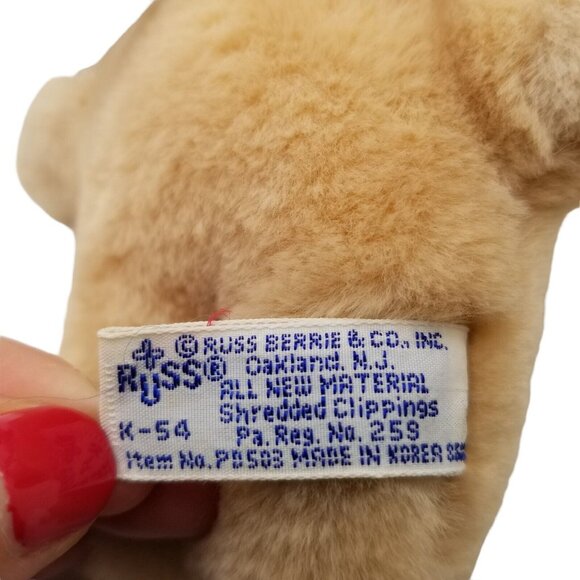 © RUSS BERRIE & CO., INC.
RUSS® Oakland, N.J.
ALL NEW MATERIAL
Shredded Clippings
K-54 Pa. Reg. No. 259
Item No. PB503 MADE IN KOREA